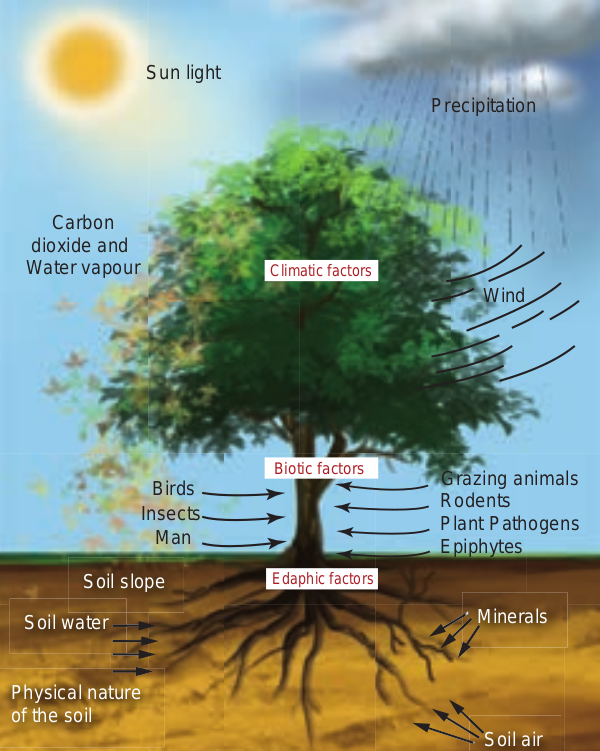 Sun light
Precipitation
Carbon
dioxide and
Water vapour
Climatic factors
Wind
Biotic factors
Birds
Insects
Man
Grazing animals
Rodents
Plant Pathogens
Epiphytes
Edaphic factors
Soil slope
Soil water
Minerals
Physical nature
of the soil
Soil air